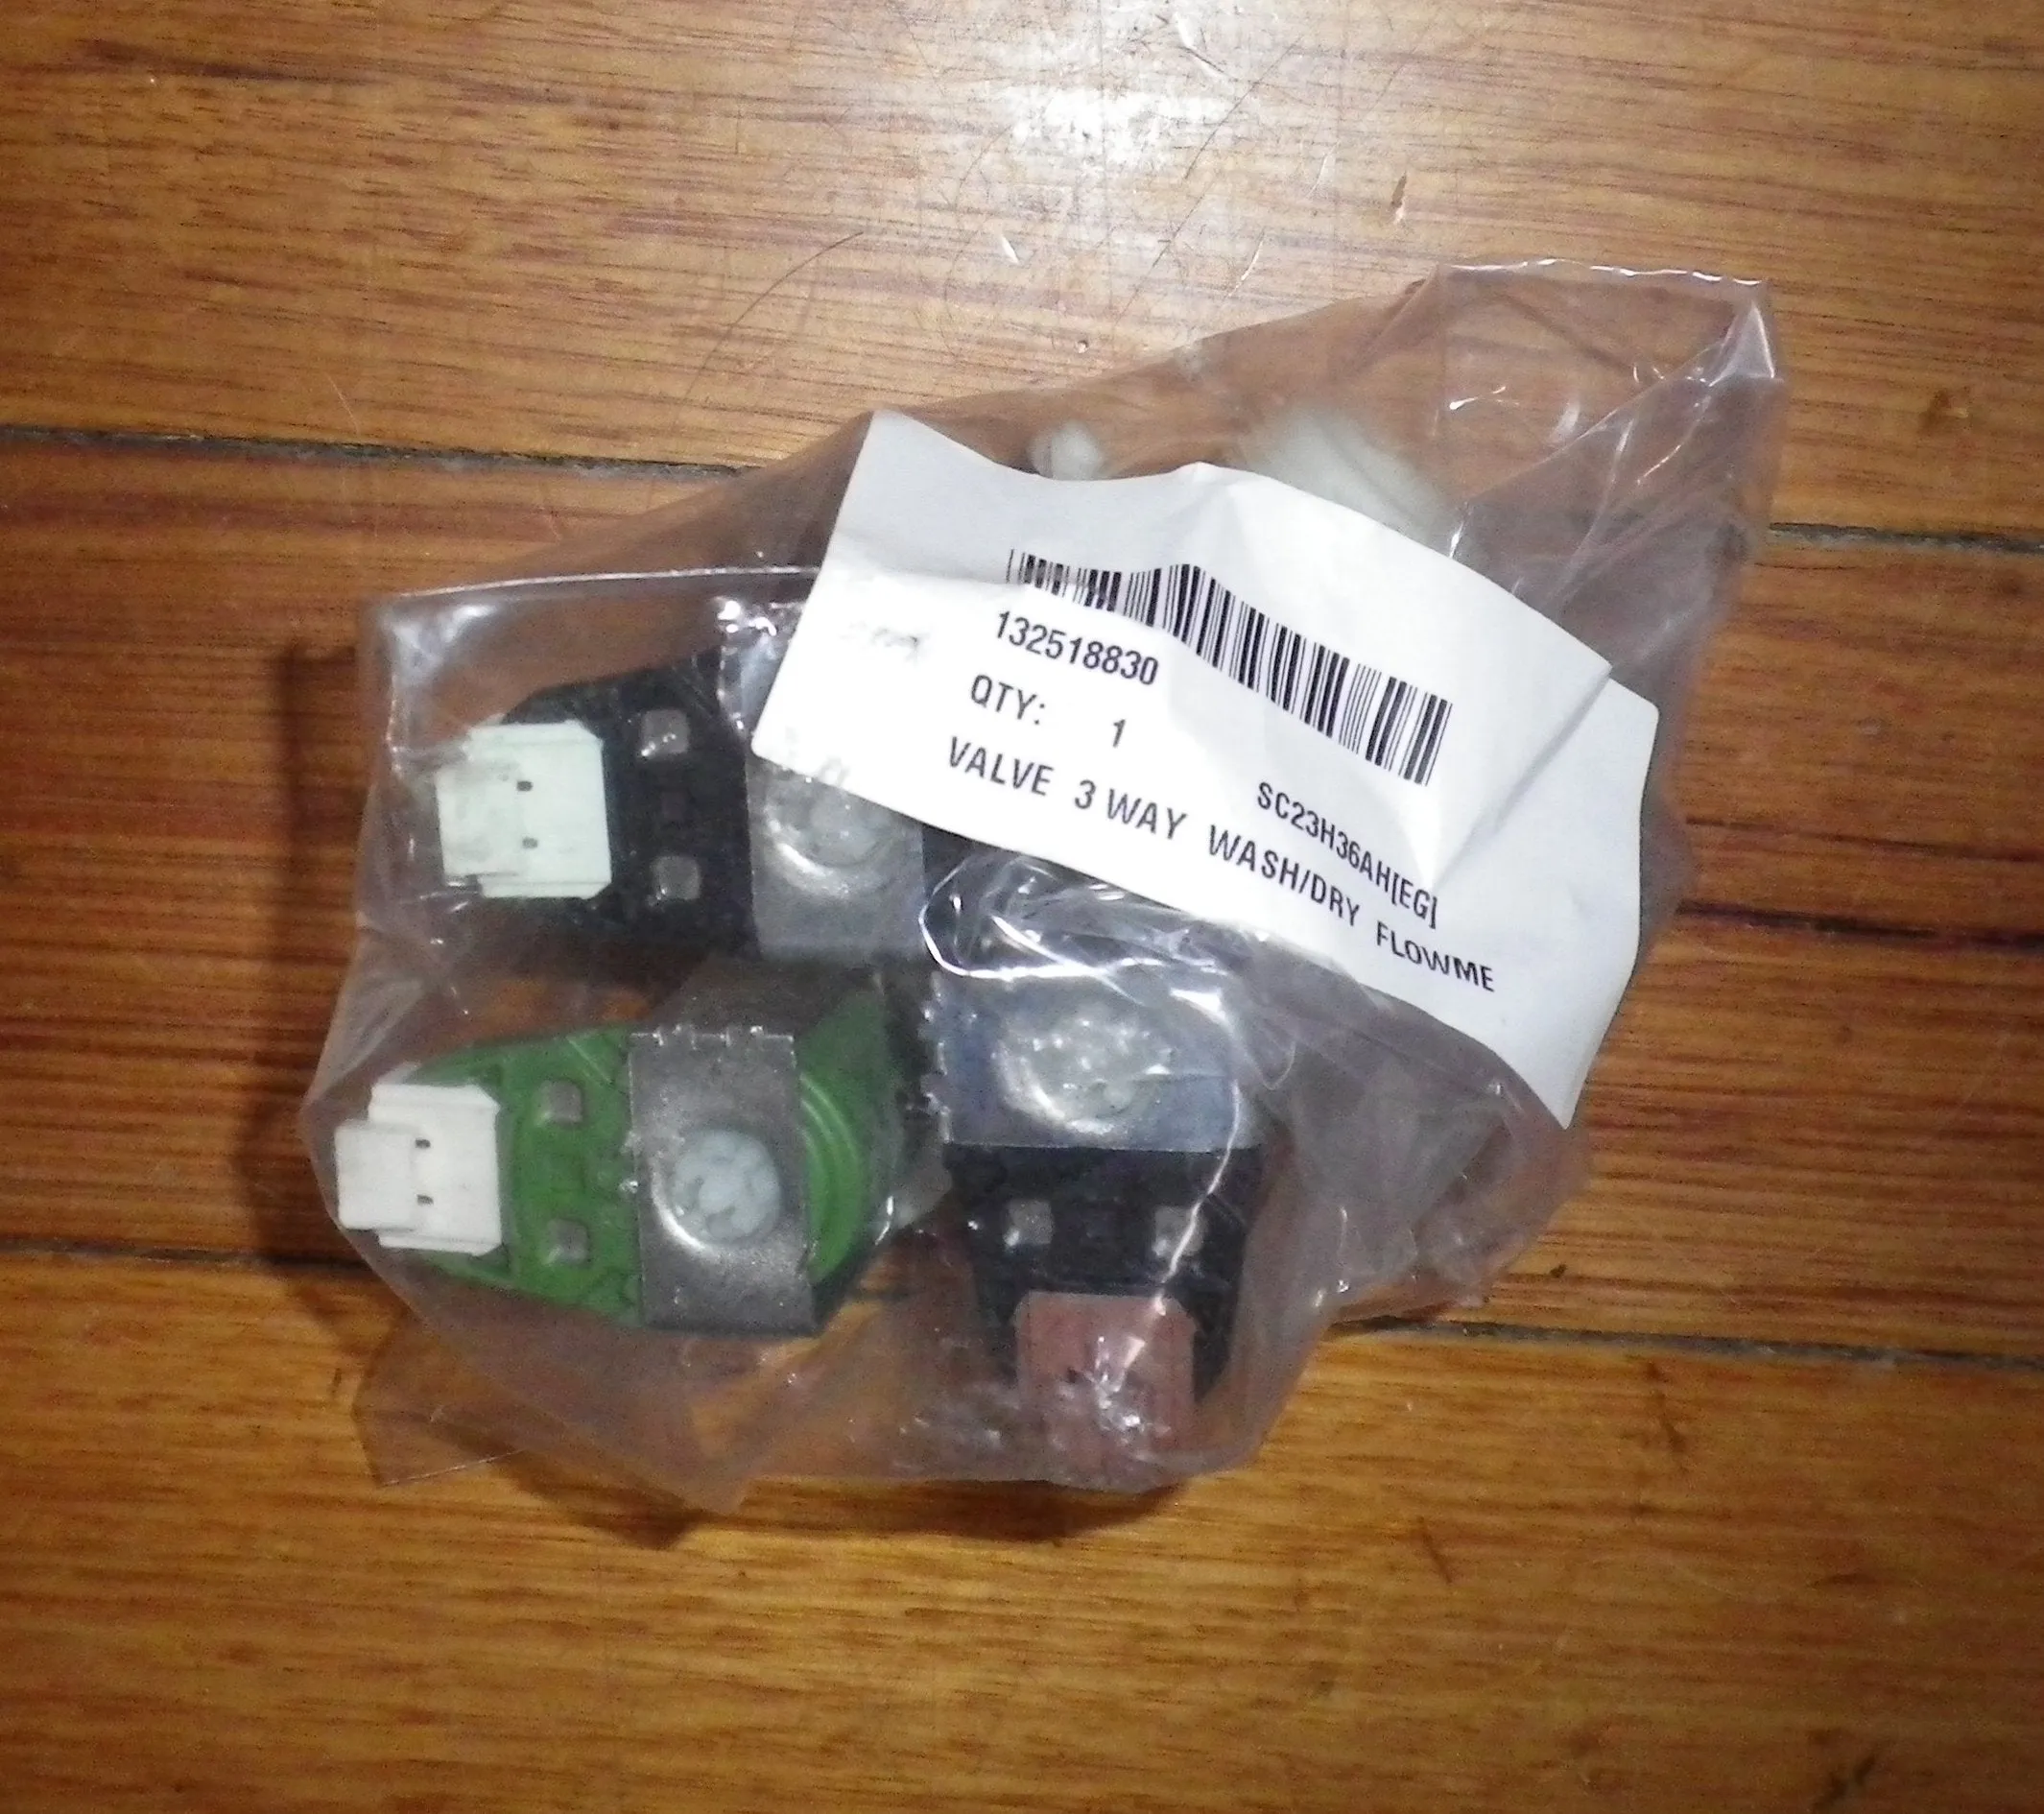 132518830
QTY: 1
SC23H36AH[EG]
VALVE 3 WAY WASH/DRY FLOWME